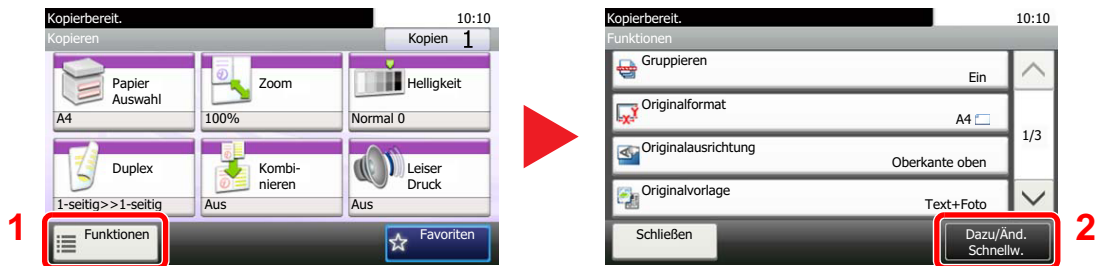 Kopierbereit. 10:10
Kopieren Kopien 1
Papier
Auswahl
A4
Zoom
100%
Helligkeit
Normal 0
Duplex
1-seitig>>1-seitig
Kombi-
nieren
Aus
Leiser
Druck
Aus
1
Funktionen
Favoriten
Kopierbereit. 10:10
Funktionen
Gruppieren
Ein
Originalformat
A4
1/3
Originalausrichtung
Oberkante oben
Originalvorlage
Text+Foto
Schließen
Dazu/Änd.
Schnellw.
2